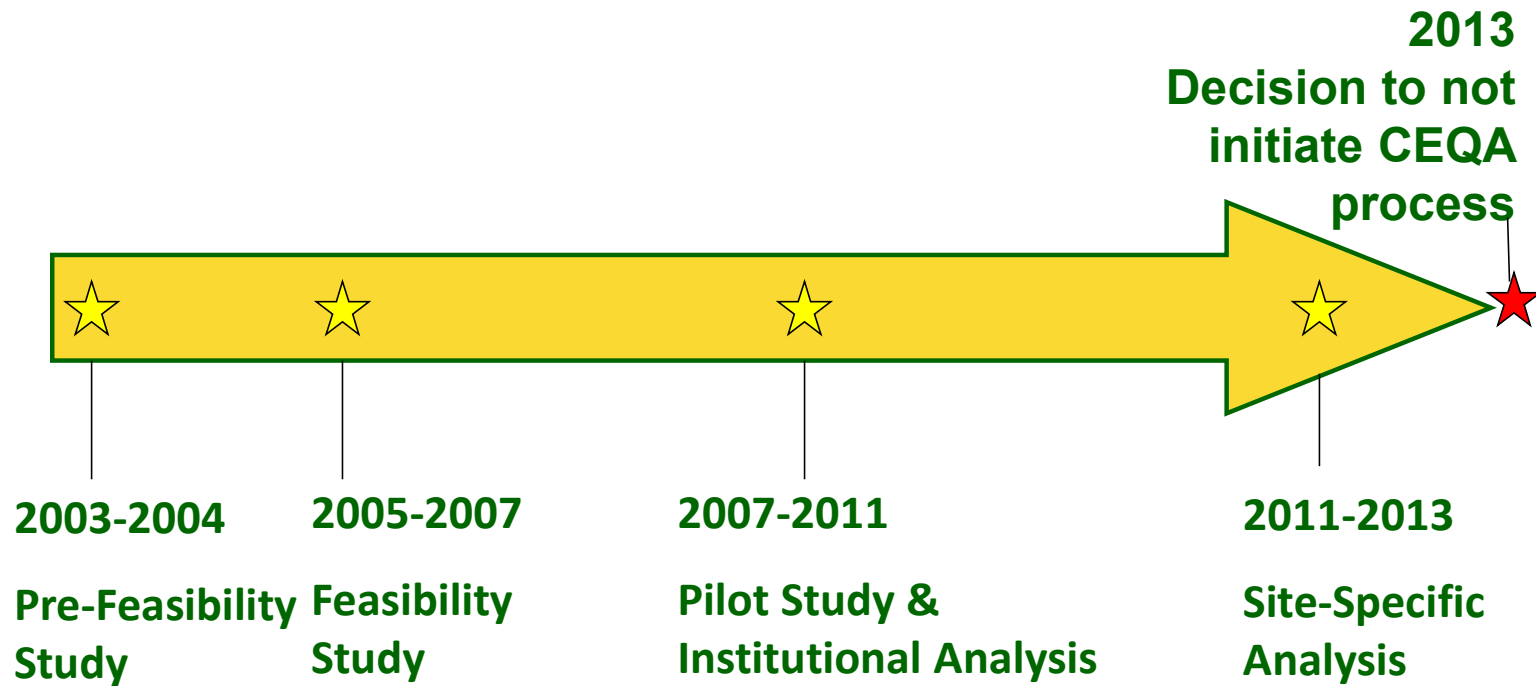 2013
Decision to not
initiate CEQA
process
2003-2004
Pre-Feasibility
Study
2005-2007
Feasibility
Study
2007-2011
Pilot Study &
Institutional Analysis
2011-2013
Site-Specific
Analysis